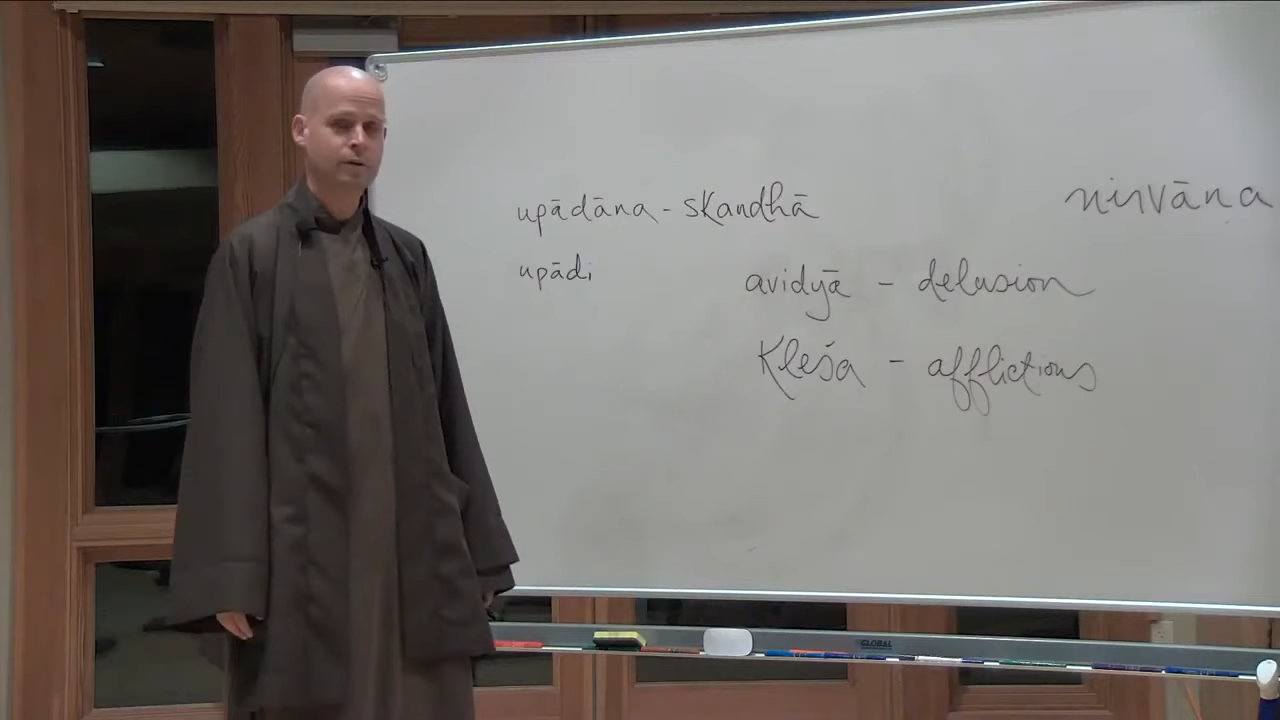 nirvāna
upādāna - skandhā
upādi
avidyā - delusion
Kleśa - afflictions
GLOBAL